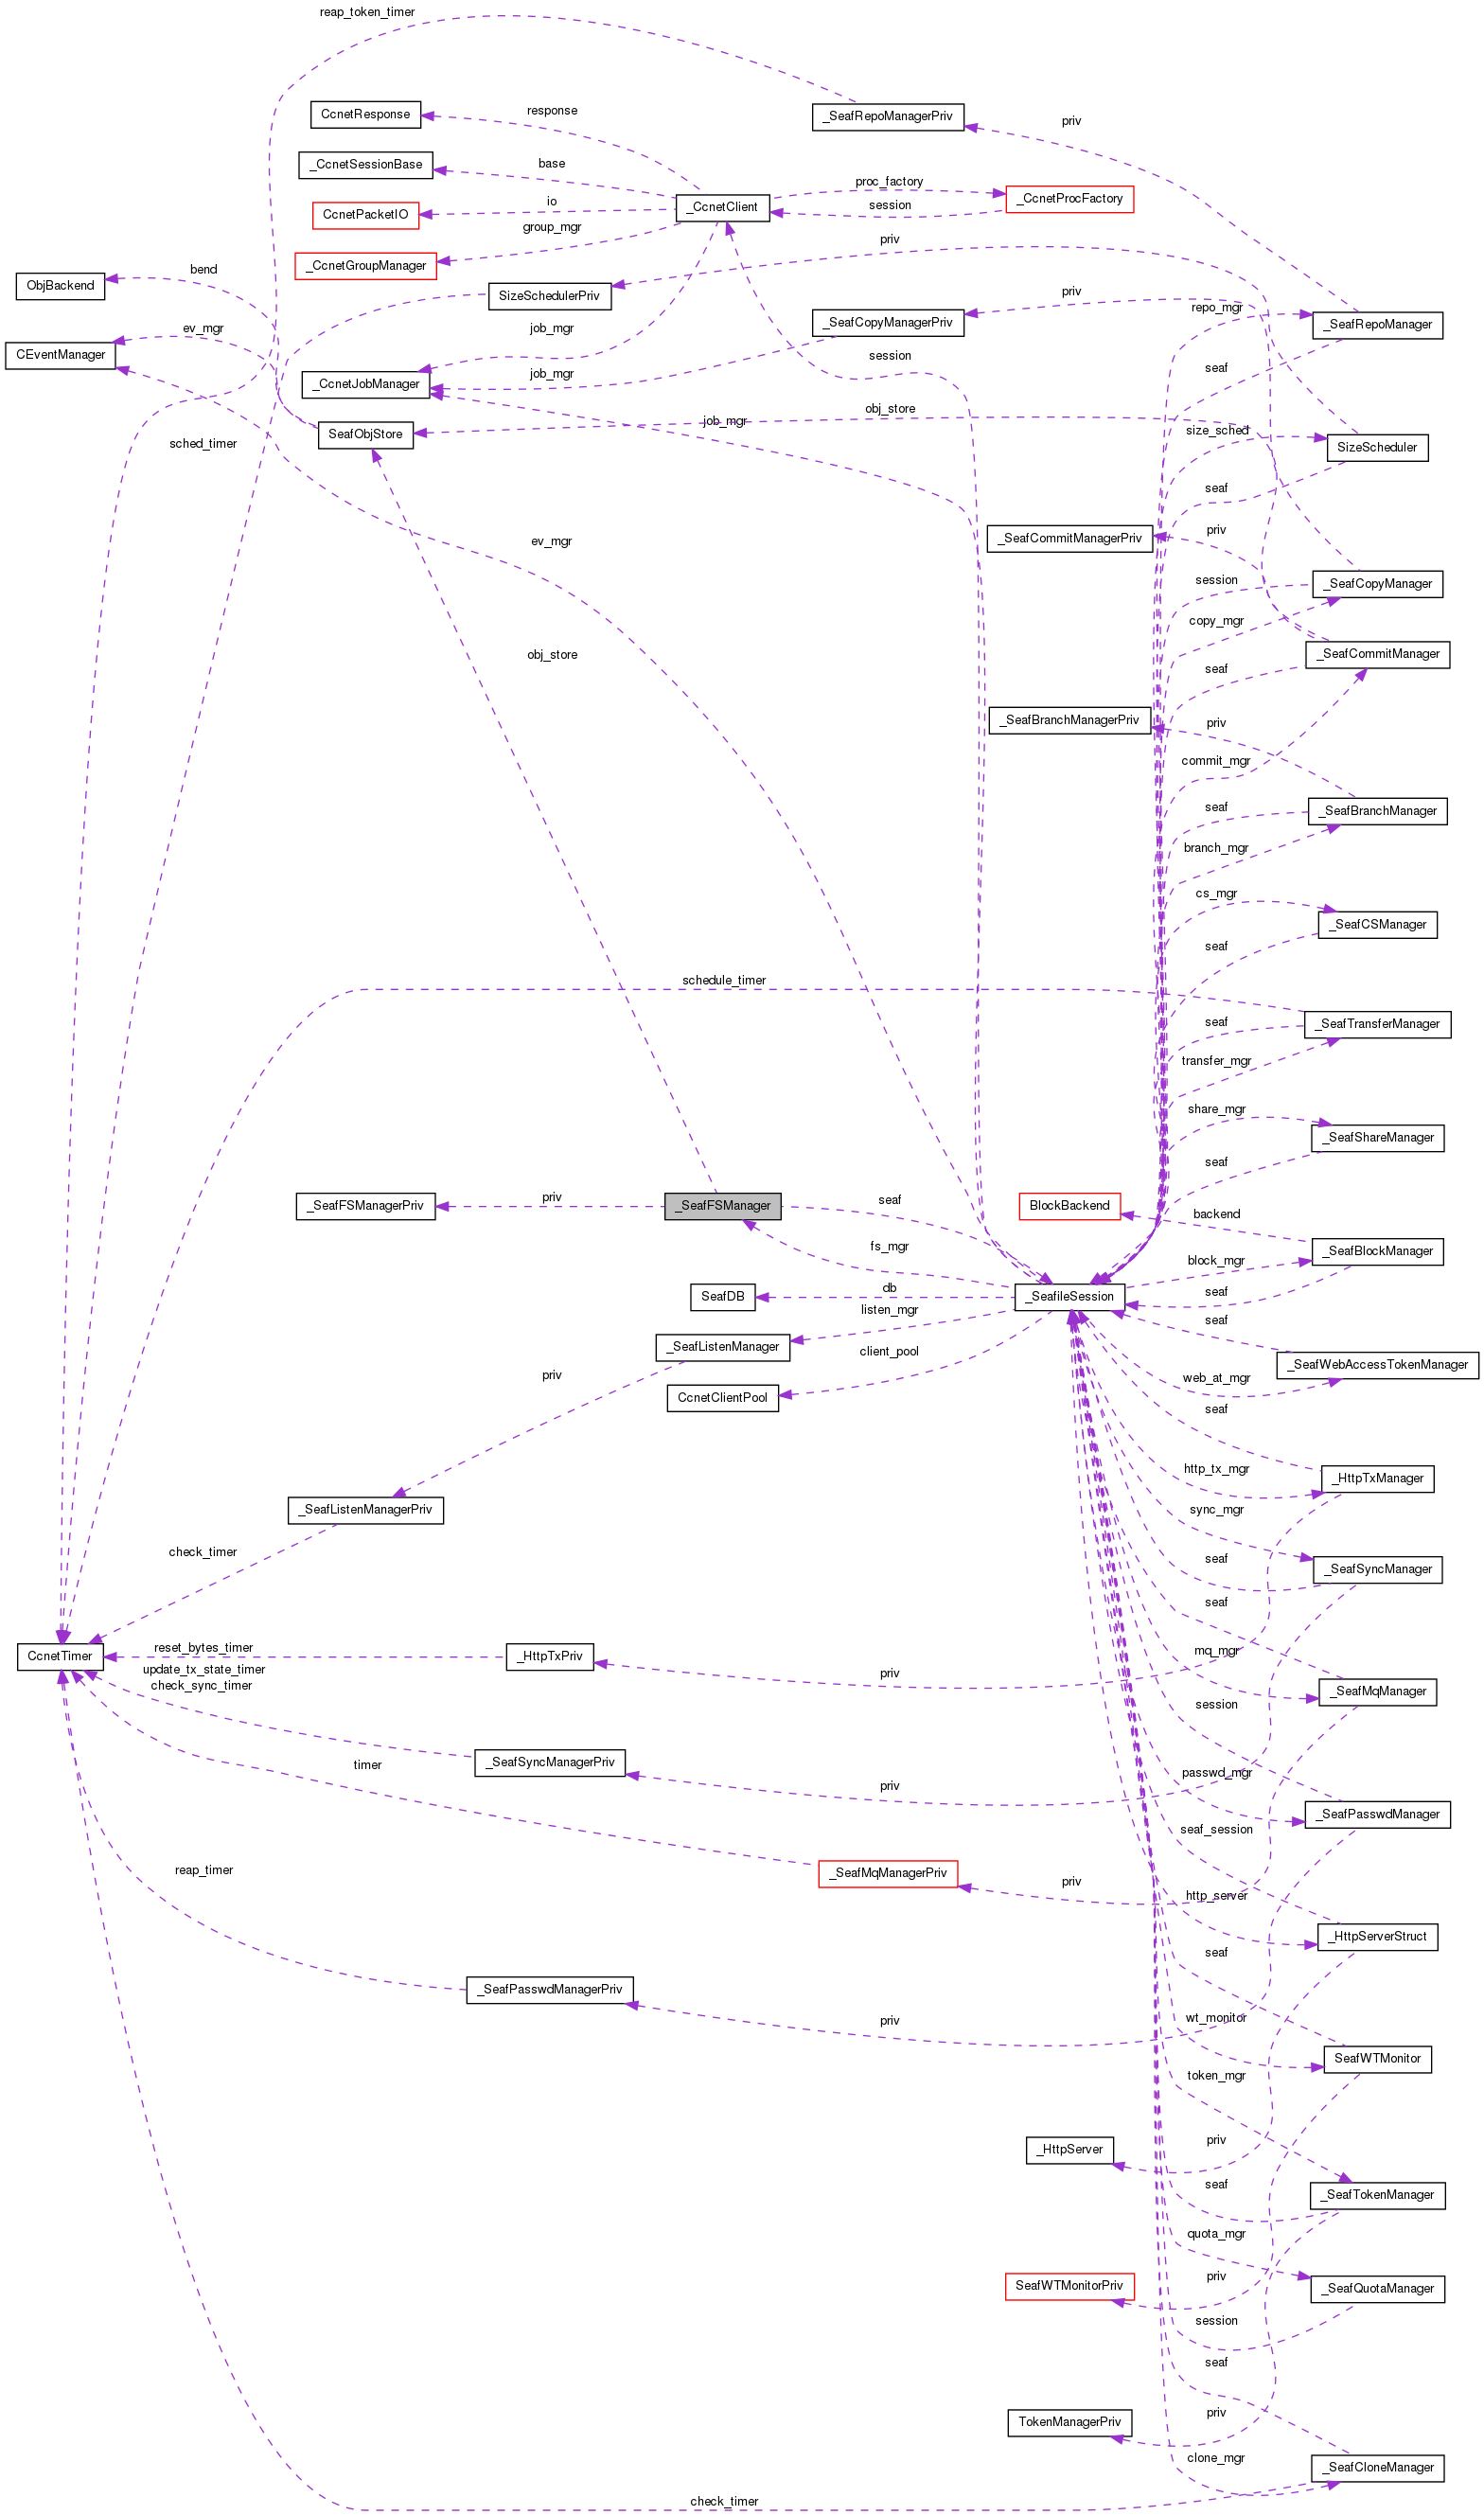 reap_token_timer
CcnetResponse
response
_SeafRepoManagerPriv
priv
_CcnetSessionBase
base
proc_factory
CcnetPacketIO
io
_CcnetClient
session
_CcnetProcFactory
group_mgr
priv
_CcnetGroupManager
bend
ObjBackend
SizeSchedulerPriv
priv
repo_mgr
ev_mgr
job_mgr
_SeafCopyManagerPriv
_SeafRepoManager
CEventManager
session
seaf
_CcnetJobManager
job_mgr
obj_store
job_mgr
size_sched
SeafObjStore
sched_timer
SizeScheduler
seaf
priv
ev_mgr
_SeafCommitManagerPriv
session
_SeafCopyManager
copy_mgr
obj_store
_SeafCommitManager
seaf
_SeafBranchManagerPriv
priv
commit_mgr
seaf
_SeafBranchManager
branch_mgr
cs_mgr
_SeafCSManager
seaf
schedule_timer
seaf
_SeafTransferManager
transfer_mgr
share_mgr
_SeafShareManager
seaf
_SeafFSManagerPriv
priv
_SeafFSManager
seaf
BlockBackend
backend
fs_mgr
_SeafBlockManager
block_mgr
SeafDB
db
_SeafileSession
seaf
listen_mgr
seaf
_SeafListenManager
client_pool
_SeafWebAccessTokenManager
priv
web_at_mgr
CcnetClientPool
seaf
http_tx_mgr
_HttpTxManager
_SeafListenManagerPriv
sync_mgr
check_timer
seaf
_SeafSyncManager
seaf
reset_bytes_timer
CcnetTimer
_HttpTxPriv
mq_mgr
update_tx_state_timer
check_sync_timer
priv
_SeafMqManager
session
timer
_SeafSyncManagerPriv
passwd_mgr
priv
_SeafPasswdManager
seaf_session
reap_timer
_SeafMqManagerPriv
priv
http_server
_HttpServerStruct
seaf
_SeafPasswdManagerPriv
priv
wt_monitor
SeafWTMonitor
token_mgr
_HttpServer
priv
seaf
_SeafTokenManager
quota_mgr
SeafWTMonitorPriv
priv
_SeafQuotaManager
session
seaf
TokenManagerPriv
priv
clone_mgr
_SeafCloneManager
check_timer